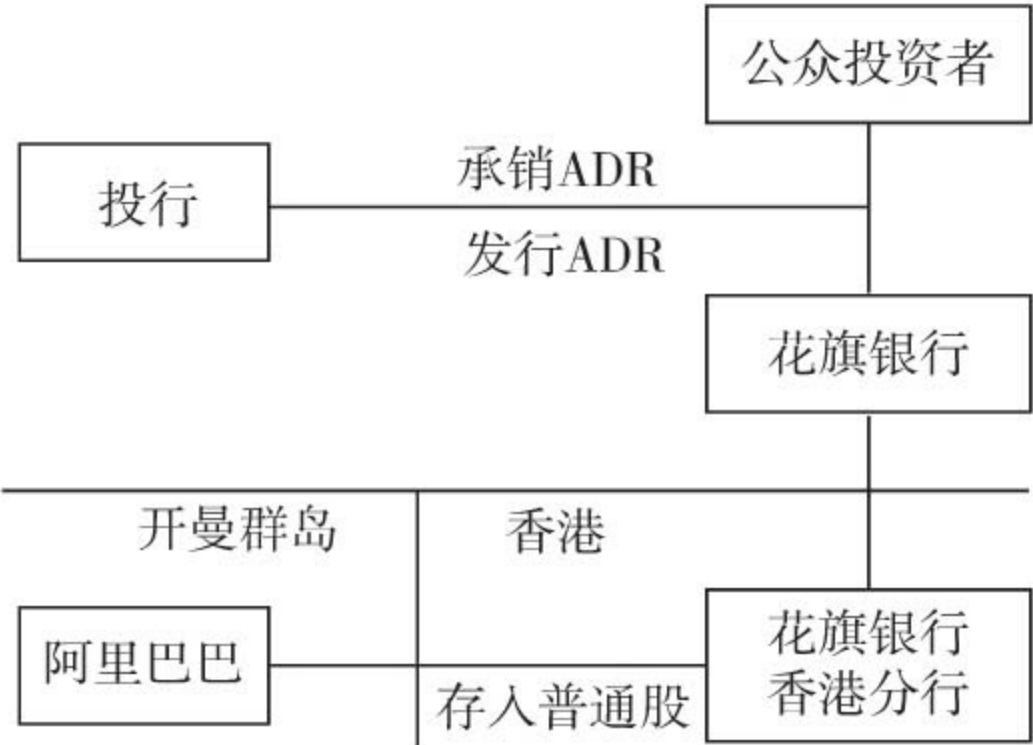 公众投资者
投行
承销ADR
发行ADR
花旗银行
开曼群岛
香港
阿里巴巴
存入普通股
花旗银行
香港分行